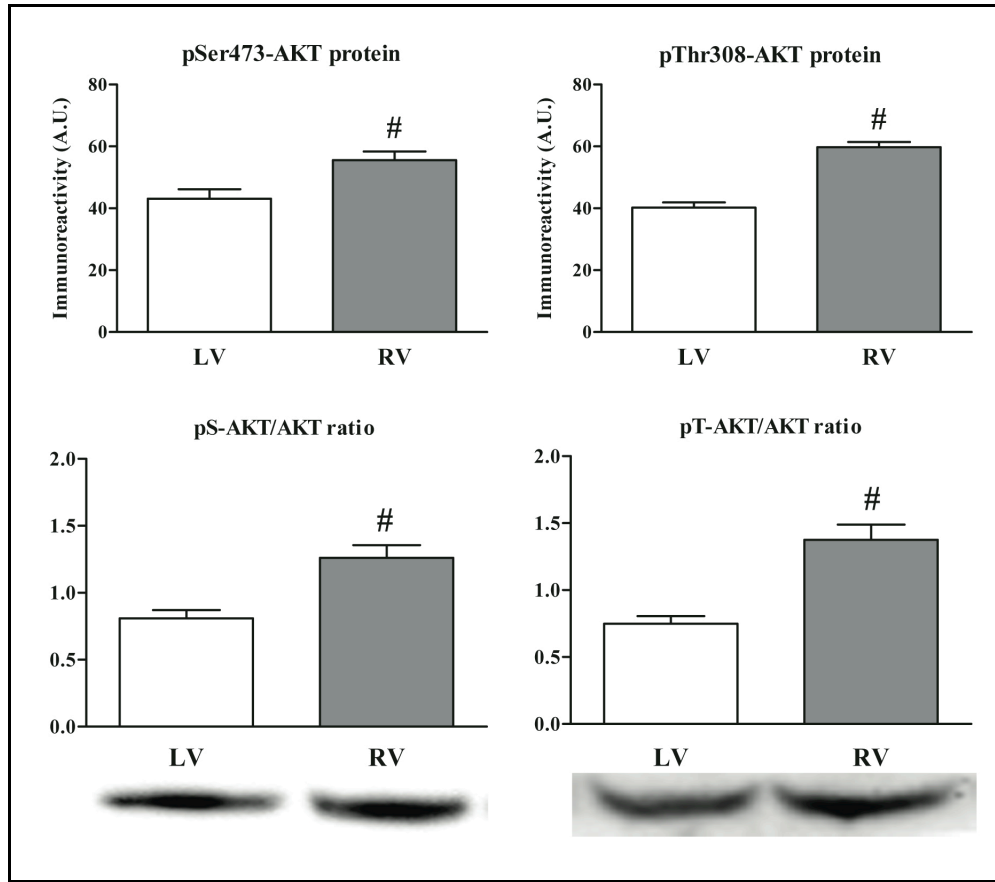 pSer473-AKT protein
Immunoreactivity (A.U.)
80
60
40
20
0
#
LV
RV
pThr308-AKT protein
Immunoreactivity (A.U.)
80
60
40
20
0
#
LV
RV
pS-AKT/AKT ratio
2.0
1.5
1.0
0.5
0.0
#
LV
RV
pT-AKT/AKT ratio
2.0
1.5
1.0
0.5
0.0
#
LV
RV